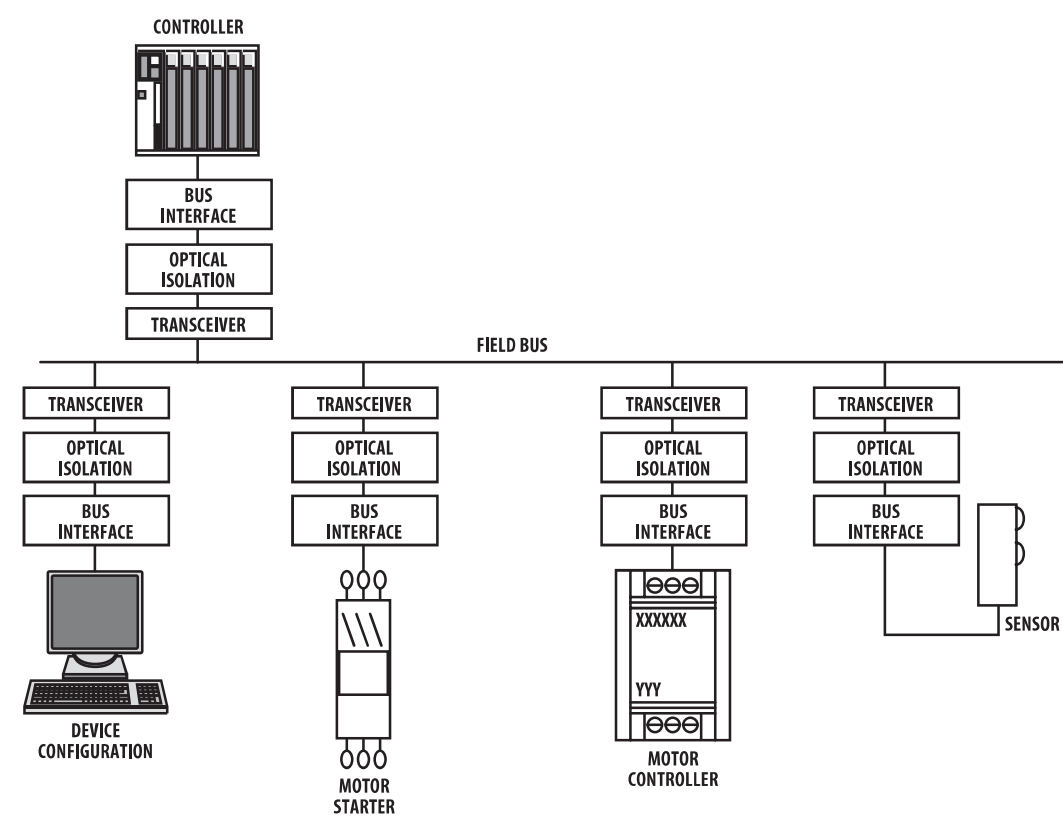 CONTROLLER
BUS
INTERFACE
OPTICAL
ISOLATION
TRANSCEIVER
FIELD BUS
TRANSCEIVER
OPTICAL
ISOLATION
BUS
INTERFACE
DEVICE
CONFIGURATION
TRANSCEIVER
OPTICAL
ISOLATION
BUS
INTERFACE
MOTOR
STARTER
TRANSCEIVER
OPTICAL
ISOLATION
BUS
INTERFACE
XXXXXX
YYY
MOTOR
CONTROLLER
TRANSCEIVER
OPTICAL
ISOLATION
BUS
INTERFACE
SENSOR